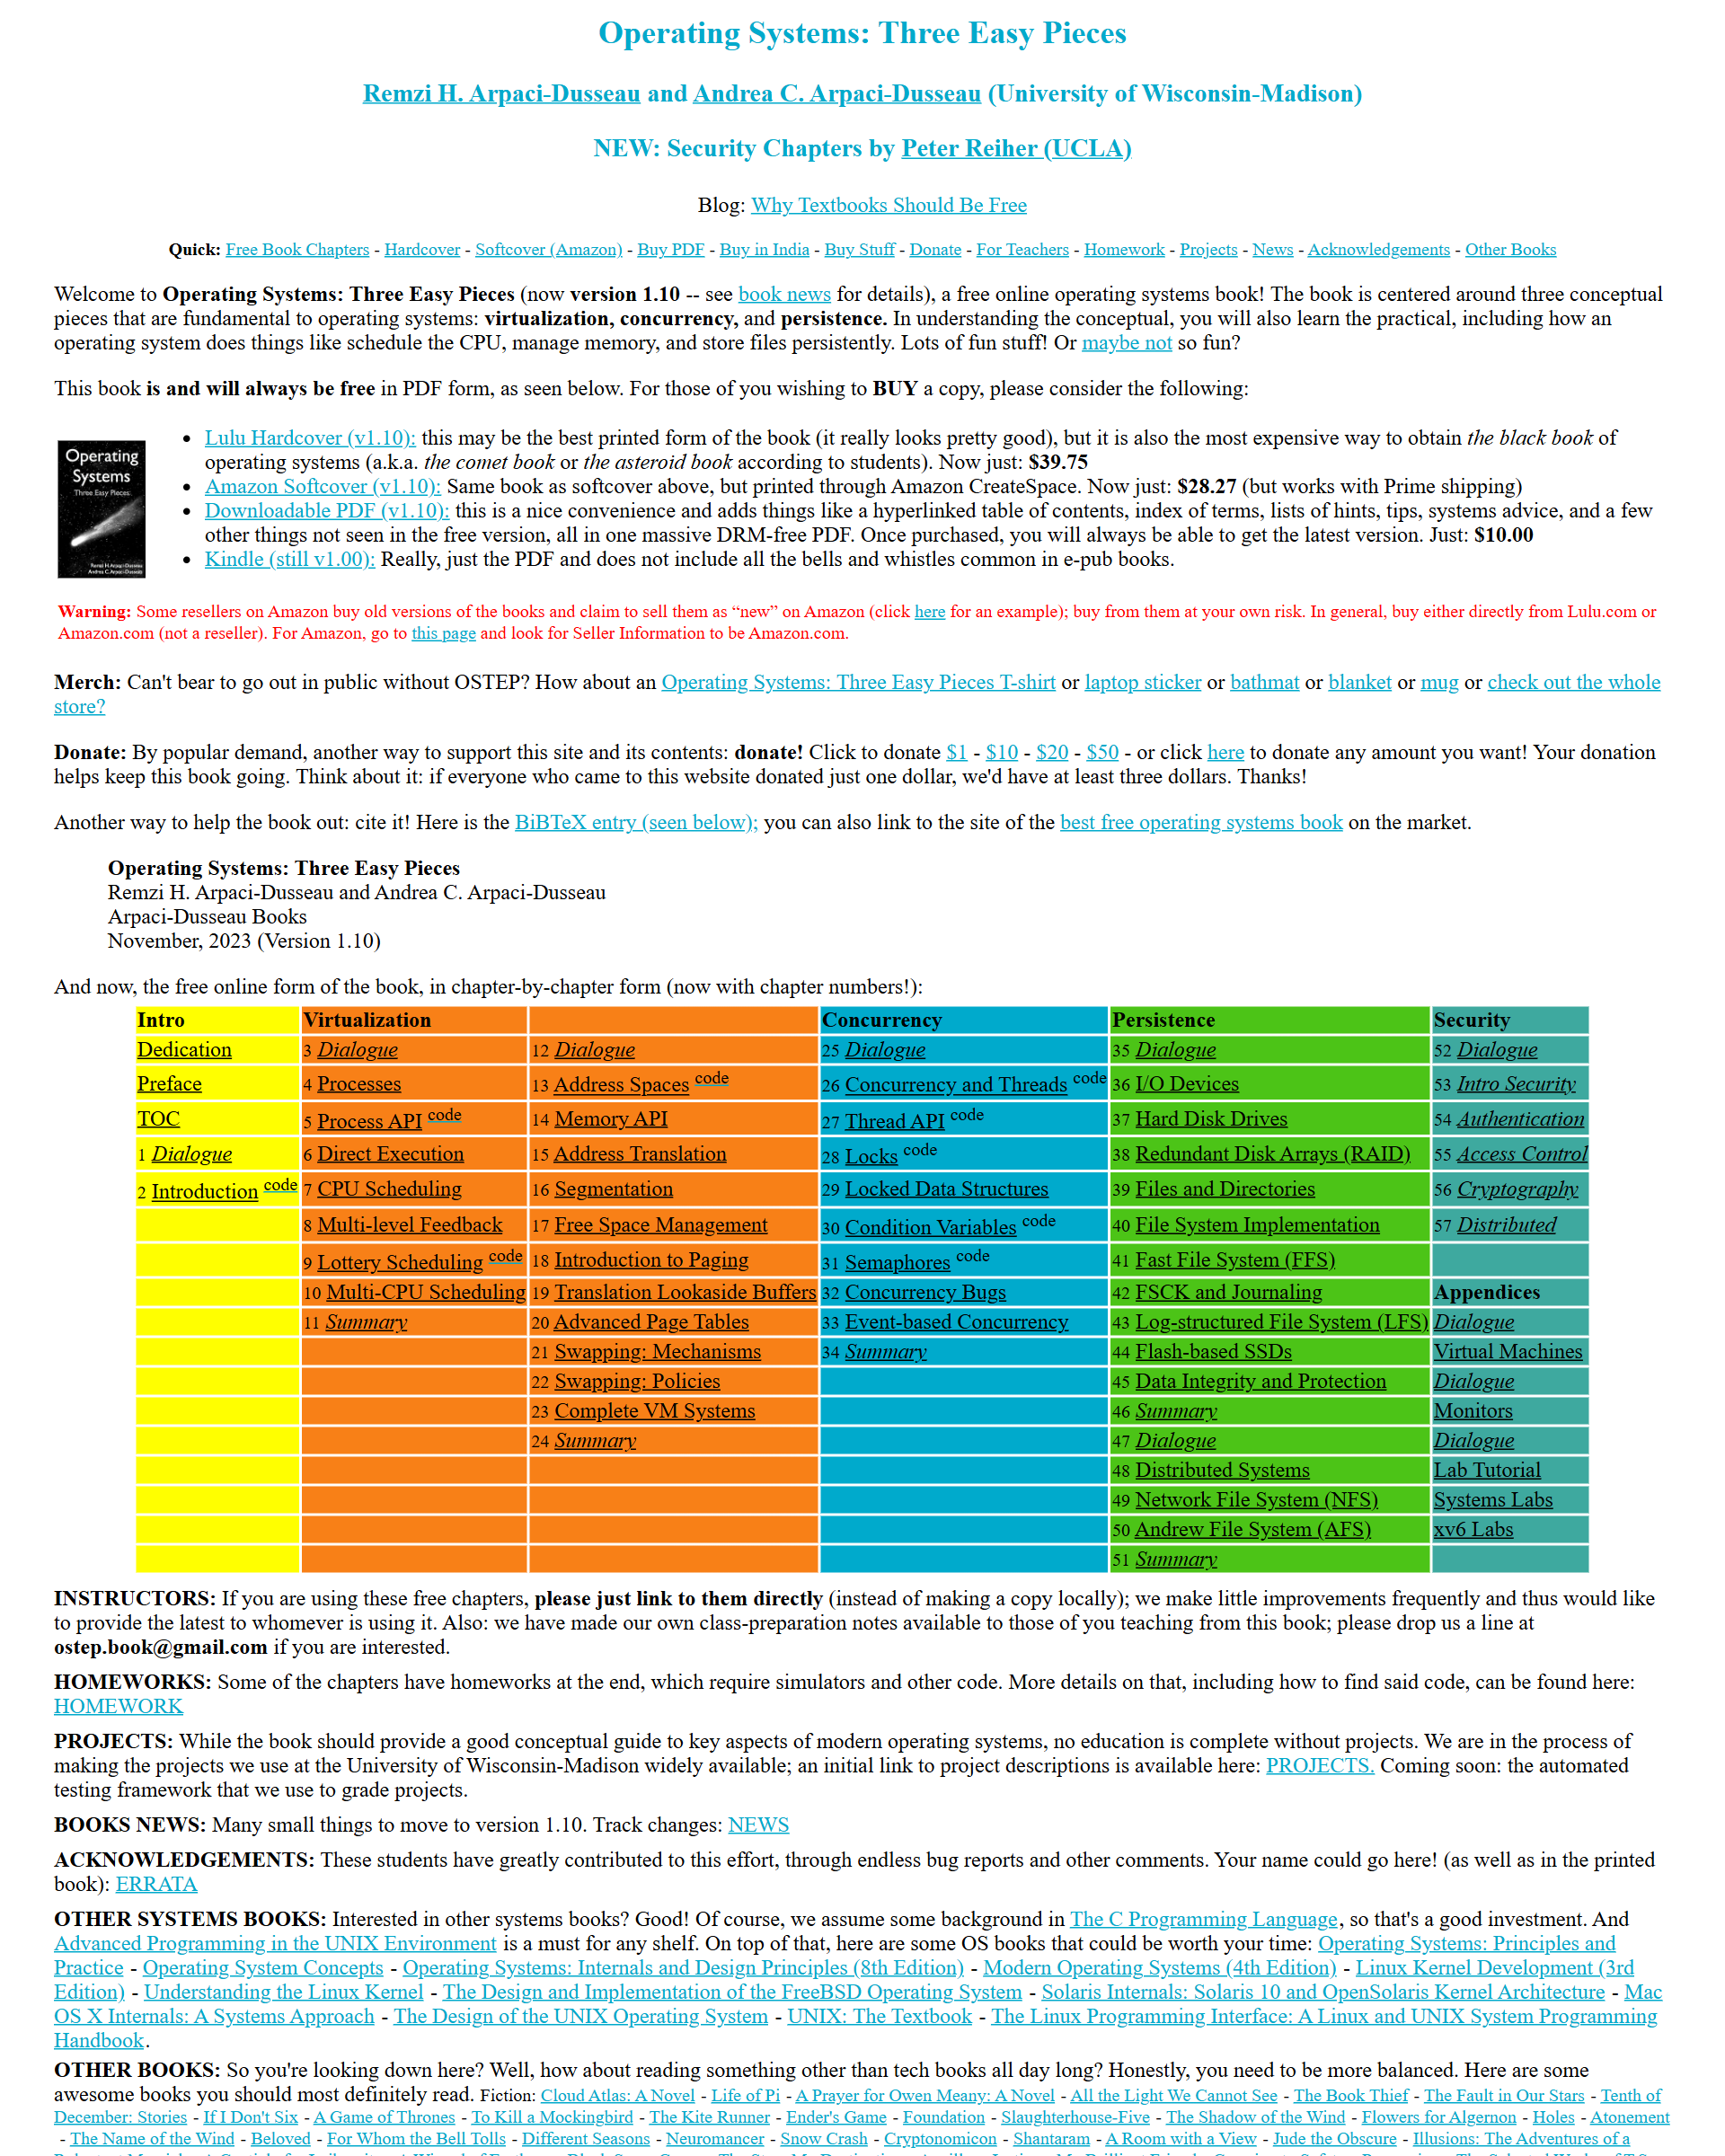 Operating Systems: Three Easy Pieces
Remzi H. Arpaci-Dusseau and Andrea C. Arpaci-Dusseau (University of Wisconsin-Madison)
NEW: Security Chapters by Peter Reiher (UCLA)
Blog: Why Textbooks Should Be Free
Quick: Free Book Chapters - Hardcover - Softcover (Amazon) - Buy PDF - Buy in India - Buy Stuff - Donate - For Teachers - Homework - Projects - News - Acknowledgements - Other Books
Welcome to Operating Systems: Three Easy Pieces (now version 1.10 -- see book news for details), a free online operating systems book! The book is centered around three conceptual
pieces that are fundamental to operating systems: virtualization, concurrency, and persistence. In understanding the conceptual, you will also learn the practical, including how an
operating system does things like schedule the CPU, manage memory, and store files persistently. Lots of fun stuff! Or maybe not so fun?
This book is and will always be free in PDF form, as seen below. For those of you wishing to BUY a copy, please consider the following:
Operating
Systems
Three Easy Pieces
Remzi H. Arpaci-Dusseau
Andrea C. Arpaci-Dusseau
• Lulu Hardcover (v1.10): this may be the best printed form of the book (it really looks pretty good), but it is also the most expensive way to obtain the black book of
operating systems (a.k.a. the comet book or the asteroid book according to students). Now just: $39.75
• Amazon Softcover (v1.10): Same book as softcover above, but printed through Amazon CreateSpace. Now just: $28.27 (but works with Prime shipping)
• Downloadable PDF (v1.10): this is a nice convenience and adds things like a hyperlinked table of contents, index of terms, lists of hints, tips, systems advice, and a few
other things not seen in the free version, all in one massive DRM-free PDF. Once purchased, you will always be able to get the latest version. Just: $10.00
• Kindle (still v1.00): Really, just the PDF and does not include all the bells and whistles common in e-pub books.
Warning: Some resellers on Amazon buy old versions of the books and claim to sell them as “new” on Amazon (click here for an example); buy from them at your own risk. In general, buy either directly from Lulu.com or
Amazon.com (not a reseller). For Amazon, go to this page and look for Seller Information to be Amazon.com.
Merch: Can't bear to go out in public without OSTEP? How about an Operating Systems: Three Easy Pieces T-shirt or laptop sticker or bathmat or blanket or mug or check out the whole
store?
Donate: By popular demand, another way to support this site and its contents: donate! Click to donate $1 - $10 - $20 - $50 - or click here to donate any amount you want! Your donation
helps keep this book going. Think about it: if everyone who came to this website donated just one dollar, we'd have at least three dollars. Thanks!
Another way to help the book out: cite it! Here is the BiBTeX entry (seen below); you can also link to the site of the best free operating systems book on the market.
Operating Systems: Three Easy Pieces
Remzi H. Arpaci-Dusseau and Andrea C. Arpaci-Dusseau
Arpaci-Dusseau Books
November, 2023 (Version 1.10)
And now, the free online form of the book, in chapter-by-chapter form (now with chapter numbers!):
Intro Virtualization Concurrency Persistence Security
Dedication 3 Dialogue 12 Dialogue 25 Dialogue 35 Dialogue 52 Dialogue
Preface 4 Processes 13 Address Spaces code 26 Concurrency and Threads code 36 I/O Devices 53 Intro Security
TOC 5 Process API code 14 Memory API 27 Thread API code 37 Hard Disk Drives 54 Authentication
1 Dialogue 6 Direct Execution 15 Address Translation 28 Locks code 38 Redundant Disk Arrays (RAID) 55 Access Control
2 Introduction code 7 CPU Scheduling 16 Segmentation 29 Locked Data Structures 39 Files and Directories 56 Cryptography
8 Multi-level Feedback 17 Free Space Management 30 Condition Variables code 40 File System Implementation 57 Distributed
9 Lottery Scheduling code 18 Introduction to Paging 31 Semaphores code 41 Fast File System (FFS)
10 Multi-CPU Scheduling 19 Translation Lookaside Buffers 32 Concurrency Bugs 42 FSCK and Journaling Appendices
11 Summary 20 Advanced Page Tables 33 Event-based Concurrency 43 Log-structured File System (LFS) Dialogue
21 Swapping: Mechanisms 34 Summary 44 Flash-based SSDs Virtual Machines
22 Swapping: Policies 45 Data Integrity and Protection Dialogue
23 Complete VM Systems 46 Summary Monitors
24 Summary 47 Dialogue Dialogue
48 Distributed Systems Lab Tutorial
49 Network File System (NFS) Systems Labs
50 Andrew File System (AFS) xv6 Labs
51 Summary
INSTRUCTORS: If you are using these free chapters, please just link to them directly (instead of making a copy locally); we make little improvements frequently and thus would like
to provide the latest to whomever is using it. Also: we have made our own class-preparation notes available to those of you teaching from this book; please drop us a line at
ostep.book@gmail.com if you are interested.
HOMEWORKS: Some of the chapters have homeworks at the end, which require simulators and other code. More details on that, including how to find said code, can be found here:
HOMEWORK
PROJECTS: While the book should provide a good conceptual guide to key aspects of modern operating systems, no education is complete without projects. We are in the process of
making the projects we use at the University of Wisconsin-Madison widely available; an initial link to project descriptions is available here: PROJECTS. Coming soon: the automated
testing framework that we use to grade projects.
BOOKS NEWS: Many small things to move to version 1.10. Track changes: NEWS
ACKNOWLEDGEMENTS: These students have greatly contributed to this effort, through endless bug reports and other comments. Your name could go here! (as well as in the printed
book): ERRATA
OTHER SYSTEMS BOOKS: Interested in other systems books? Good! Of course, we assume some background in The C Programming Language, so that's a good investment. And
Advanced Programming in the UNIX Environment is a must for any shelf. On top of that, here are some OS books that could be worth your time: Operating Systems: Principles and
Practice - Operating System Concepts - Operating Systems: Internals and Design Principles (8th Edition) - Modern Operating Systems (4th Edition) - Linux Kernel Development (3rd
Edition) - Understanding the Linux Kernel - The Design and Implementation of the FreeBSD Operating System - Solaris Internals: Solaris 10 and OpenSolaris Kernel Architecture - Mac
OS X Internals: A Systems Approach - The Design of the UNIX Operating System - UNIX: The Textbook - The Linux Programming Interface: A Linux and UNIX System Programming
Handbook.
OTHER BOOKS: So you're looking down here? Well, how about reading something other than tech books all day long? Honestly, you need to be more balanced. Here are some
awesome books you should most definitely read. Fiction: Cloud Atlas: A Novel - Life of Pi - A Prayer for Owen Meany: A Novel - All the Light We Cannot See - The Book Thief - The Fault in Our Stars - Tenth of
December: Stories - If I Don't Six - A Game of Thrones - To Kill a Mockingbird - The Kite Runner - Ender's Game - Foundation - Slaughterhouse-Five - The Shadow of the Wind - Flowers for Algernon - Holes - Atonement
- The Name of the Wind - Beloved - For Whom the Bell Tolls - Different Seasons - Neuromancer - Snow Crash - Cryptonomicon - Shantaram - A Room with a View - Jude the Obscure - Illusions: The Adventures of a